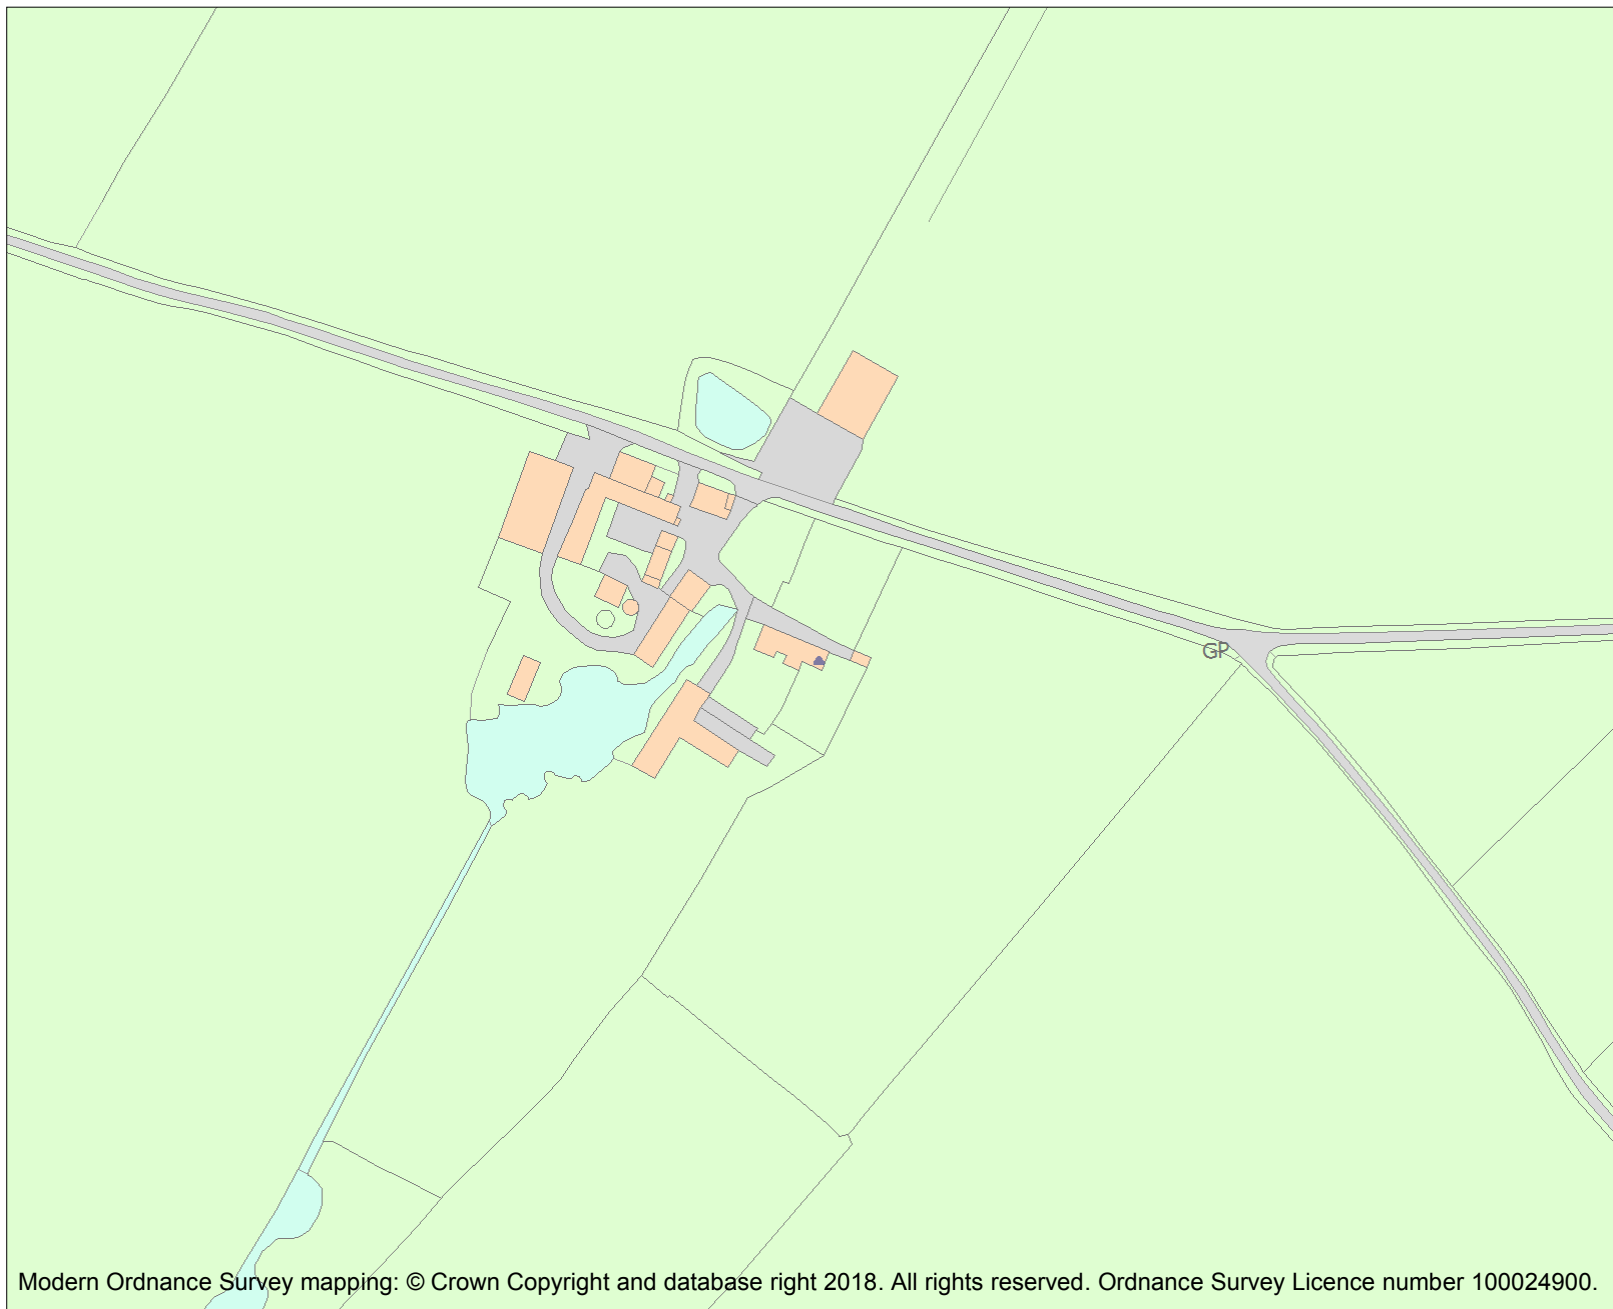 GP
Modern Ordnance Survey mapping: © Crown Copyright and database right 2018. All rights reserved. Ordnance Survey Licence number 100024900.